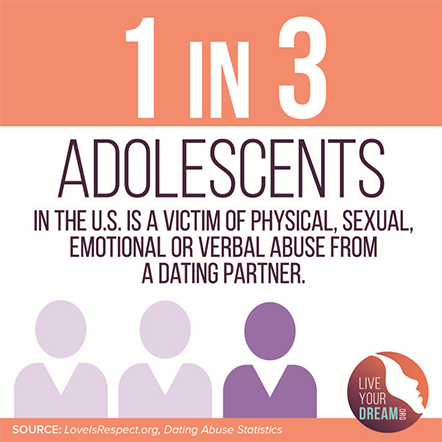 1 IN 3
ADOLESCENTS
IN THE U.S. IS A VICTIM OF PHYSICAL, SEXUAL,
EMOTIONAL OR VERBAL ABUSE FROM
A DATING PARTNER.
LIVE
YOUR
DREAM.ORG
SOURCE: LoveIsRespect.org, Dating Abuse Statistics